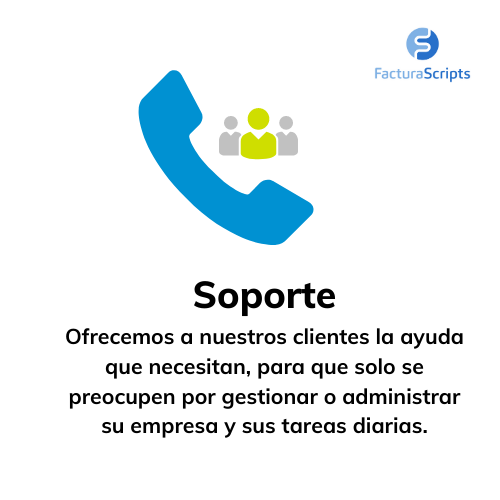 FacturaScripts
Soporte
Ofrecemos a nuestros clientes la ayuda
que necesitan, para que solo se
preocupen por gestionar o administrar
su empresa y sus tareas diarias.